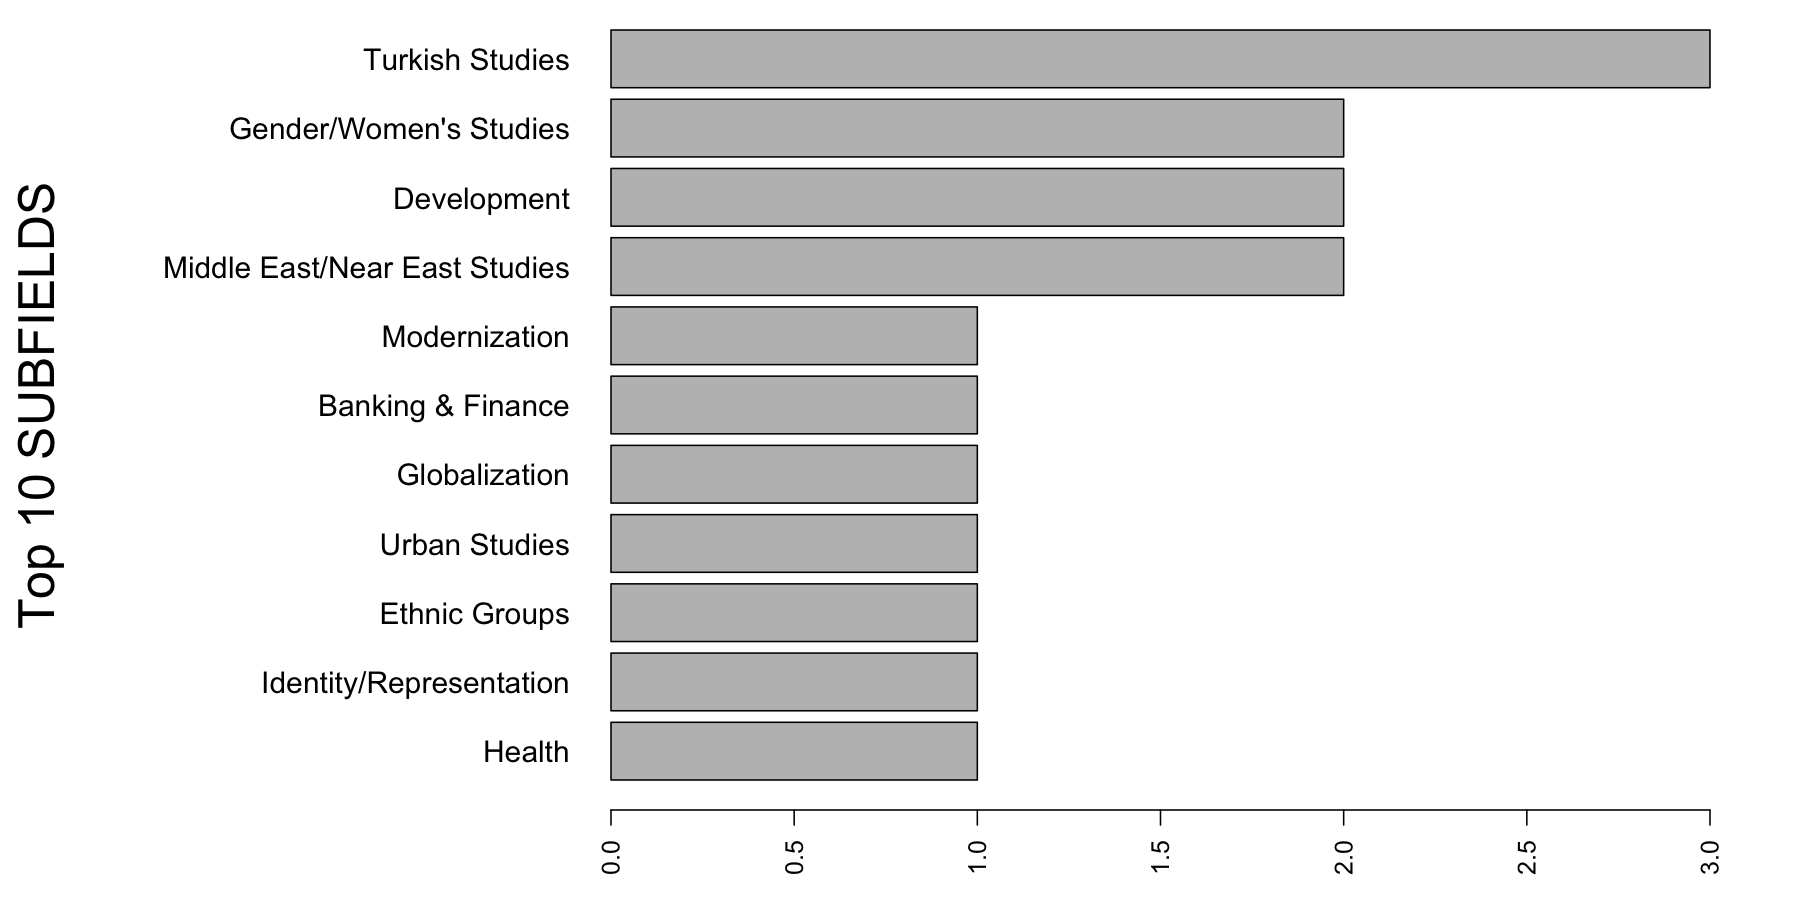 Top 10 SUBFIELDS
Turkish Studies
Gender/Women's Studies
Development
Middle East/Near East Studies
Modernization
Banking & Finance
Globalization
Urban Studies
Ethnic Groups
Identity/Representation
Health
0.0 0.5 1.0 1.5 2.0 2.5 3.0